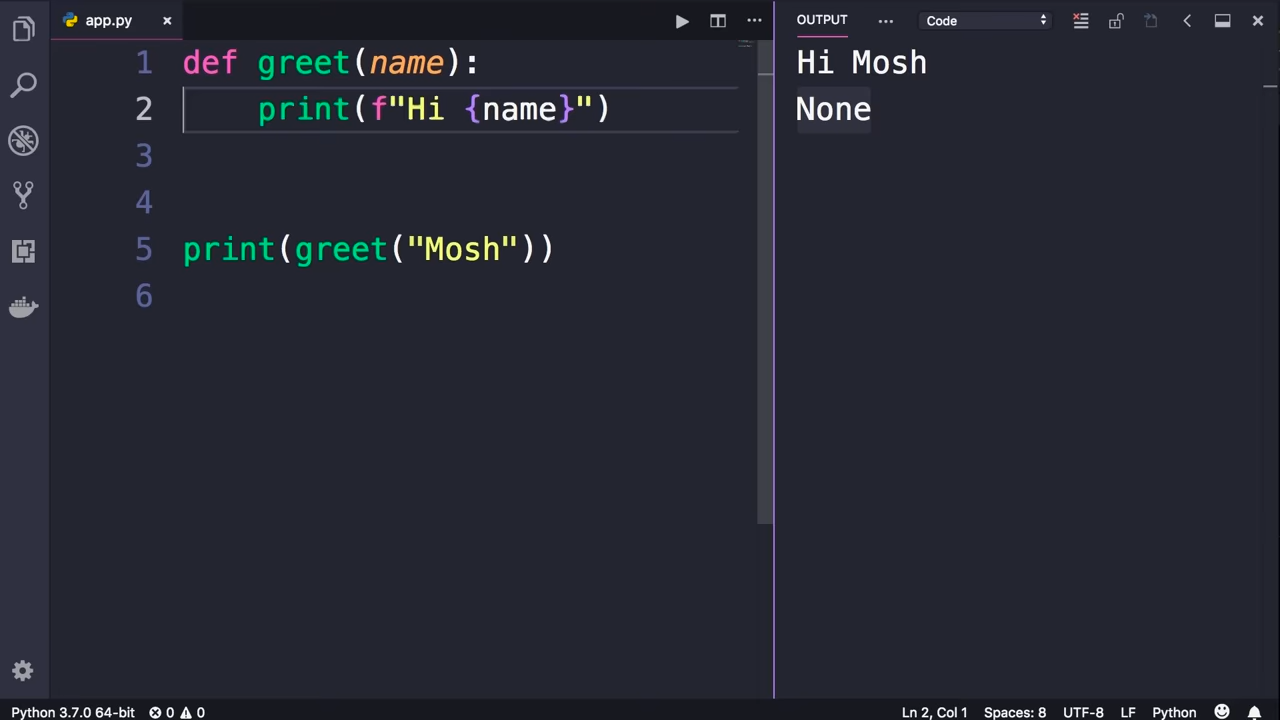 app.py
1 def greet(name):
2     print(f"Hi {name}")
3
4
5 print(greet("Mosh"))
6
OUTPUT
Code
Hi Mosh
None
Python 3.7.0 64-bit 0 0 Ln 2, Col 1 Spaces: 8 UTF-8 LF Python